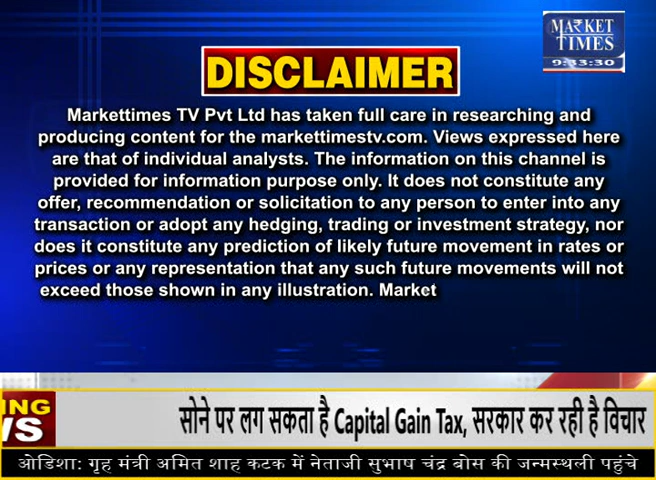 MARKET
TIMES
9:33:30
DISCLAIMER
Markettimes TV Pvt Ltd has taken full care in researching and
producing content for the markettimestv.com. Views expressed here
are that of individual analysts. The information on this channel is
provided for information purpose only. It does not constitute any
offer, recommendation or solicitation to any person to enter into any
transaction or adopt any hedging, trading or investment strategy, nor
does it constitute any prediction of likely future movement in rates or
prices or any representation that any such future movements will not
exceed those shown in any illustration. Market
ING
WS
सोने पर लग सकता है Capital Gain Tax, सरकार कर रही है विचार
ओडिशा: गृह मंत्री अमित शाह कटक में नेताजी सुभाष चंद्र बोस की जन्मस्थली पहुंचे